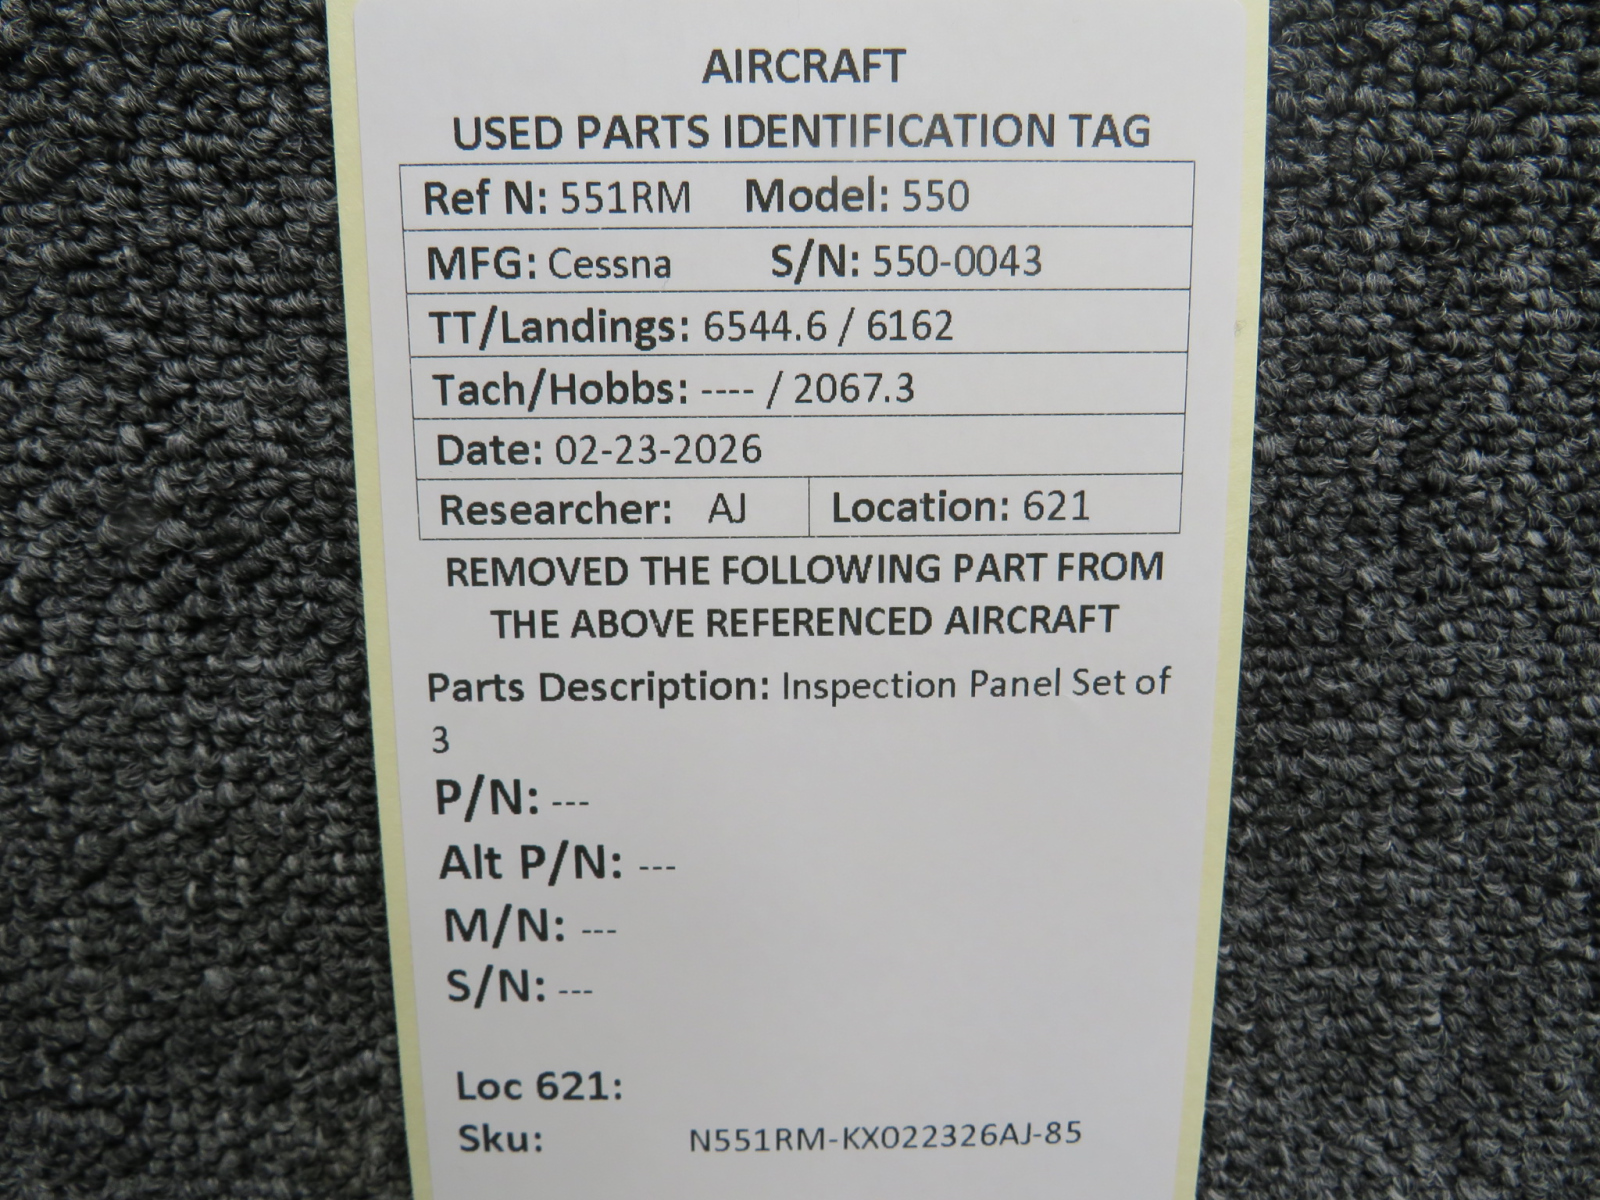 AIRCRAFT
USED PARTS IDENTIFICATION TAG
Ref N: 551RM Model: 550
MFG: Cessna S/N: 550-0043
TT/Landings: 6544.6 / 6162
Tach/Hobbs: ---- / 2067.3
Date: 02-23-2026
Researcher: AJ Location: 621
REMOVED THE FOLLOWING PART FROM
THE ABOVE REFERENCED AIRCRAFT
Parts Description: Inspection Panel Set of
3
P/N: ---
Alt P/N: ---
M/N: ---
S/N: ---
Loc 621:
Sku: N551RM-KX022326AJ-85